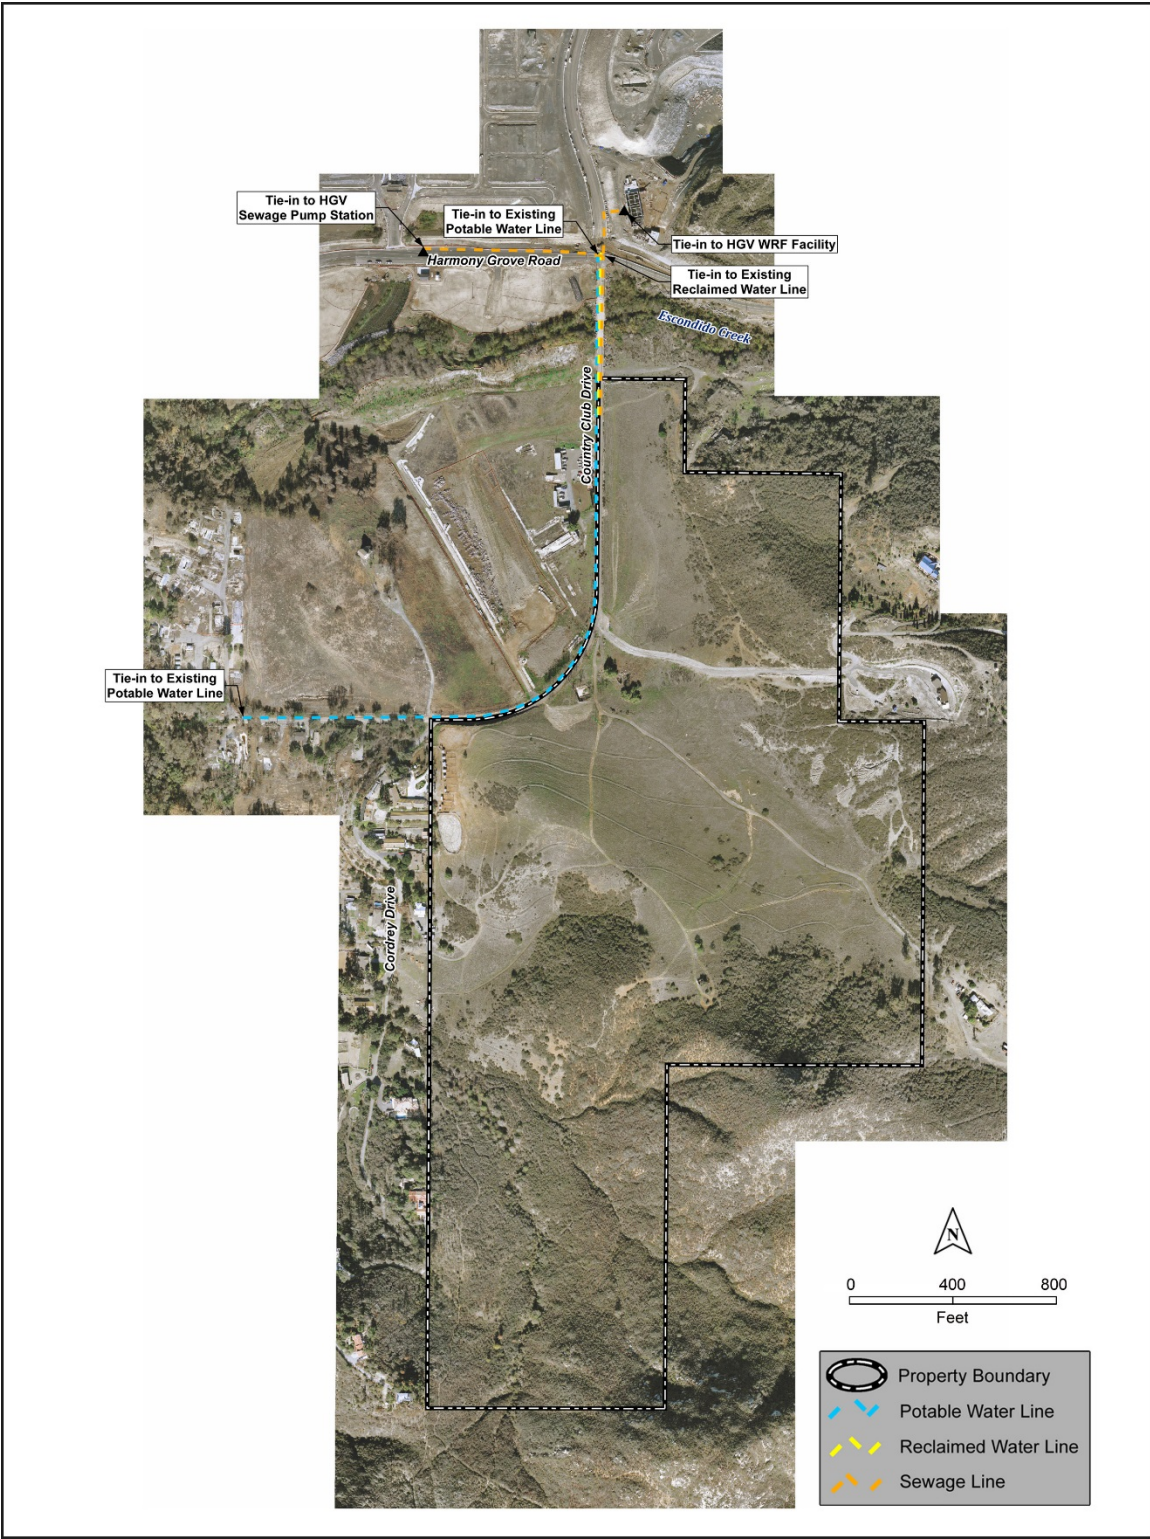 Tie-in to HGV
Sewage Pump Station
Tie-in to Existing
Potable Water Line
Tie-in to HGV WRF Facility
Harmony Grove Road
Tie-in to Existing
Reclaimed Water Line
Escondido Creek
Country Club Drive
Tie-in to Existing
Potable Water Line
Cordrey Drive
N
0 400 800
Feet
Property Boundary
Potable Water Line
Reclaimed Water Line
Sewage Line